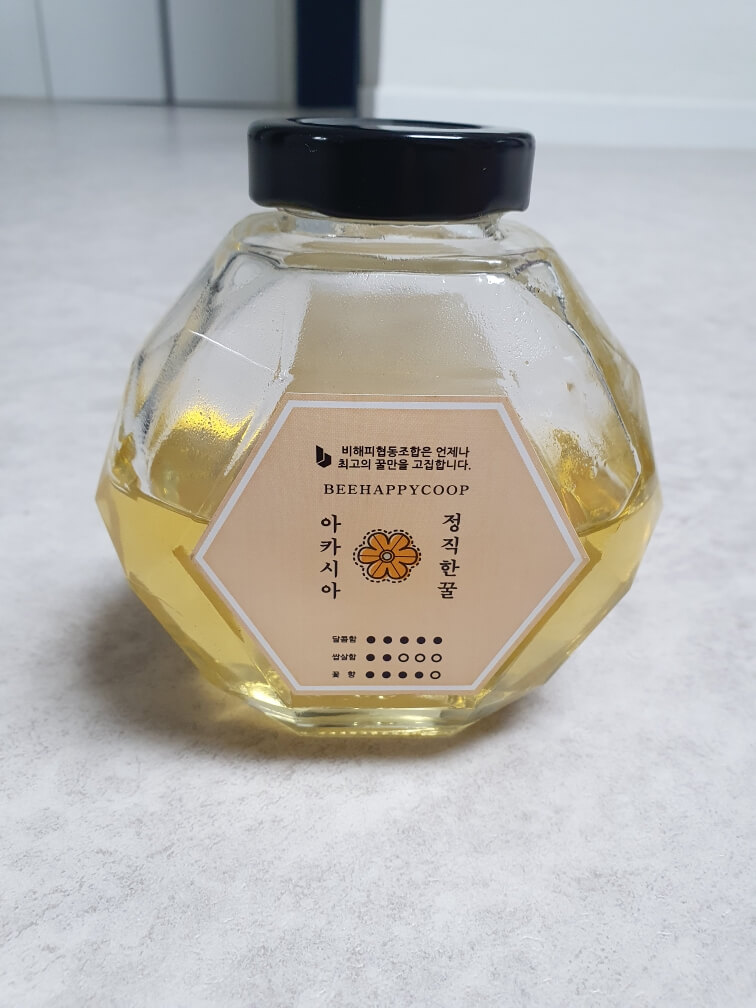 비해피협동조합은 언제나
최고의 꿀만을 고집합니다.
BEEHAPPYCOOP
정직한꿀
아카시아
달콤함
쌉살함
꽃 향